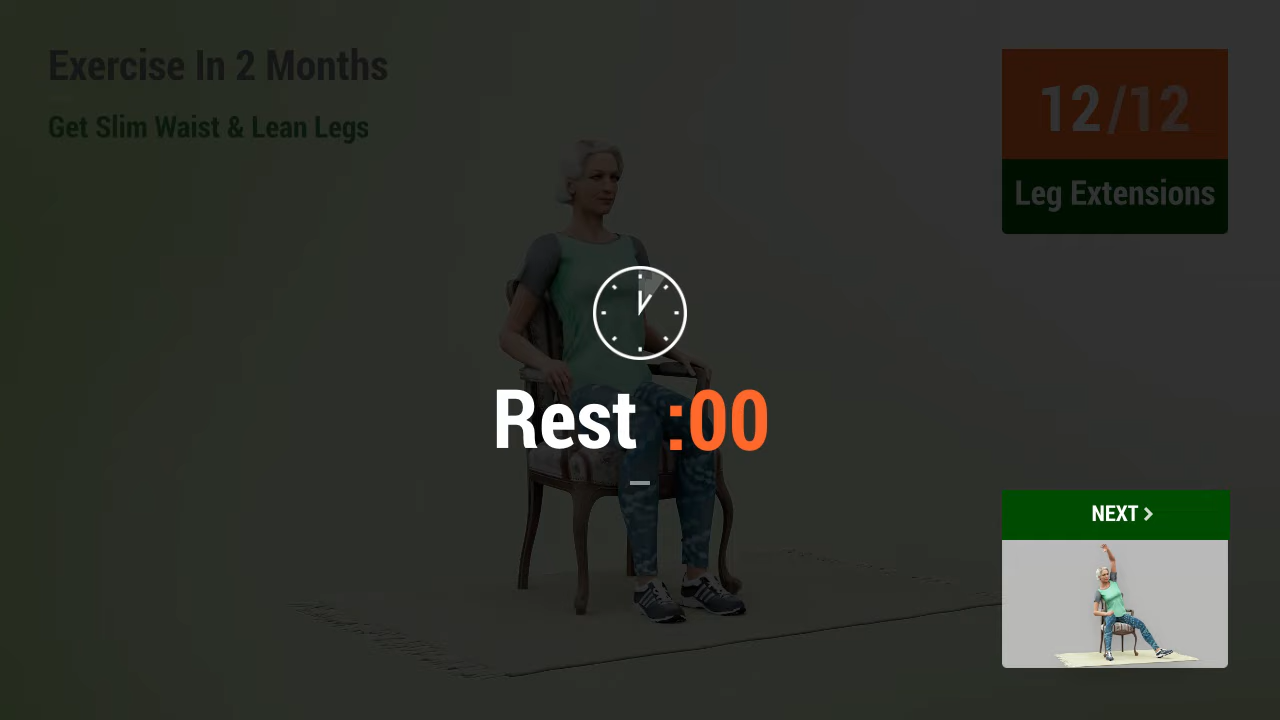 Exercise In 2 Months
Get Slim Waist & Lean Legs
12/12
Leg Extensions
Rest :00
NEXT >